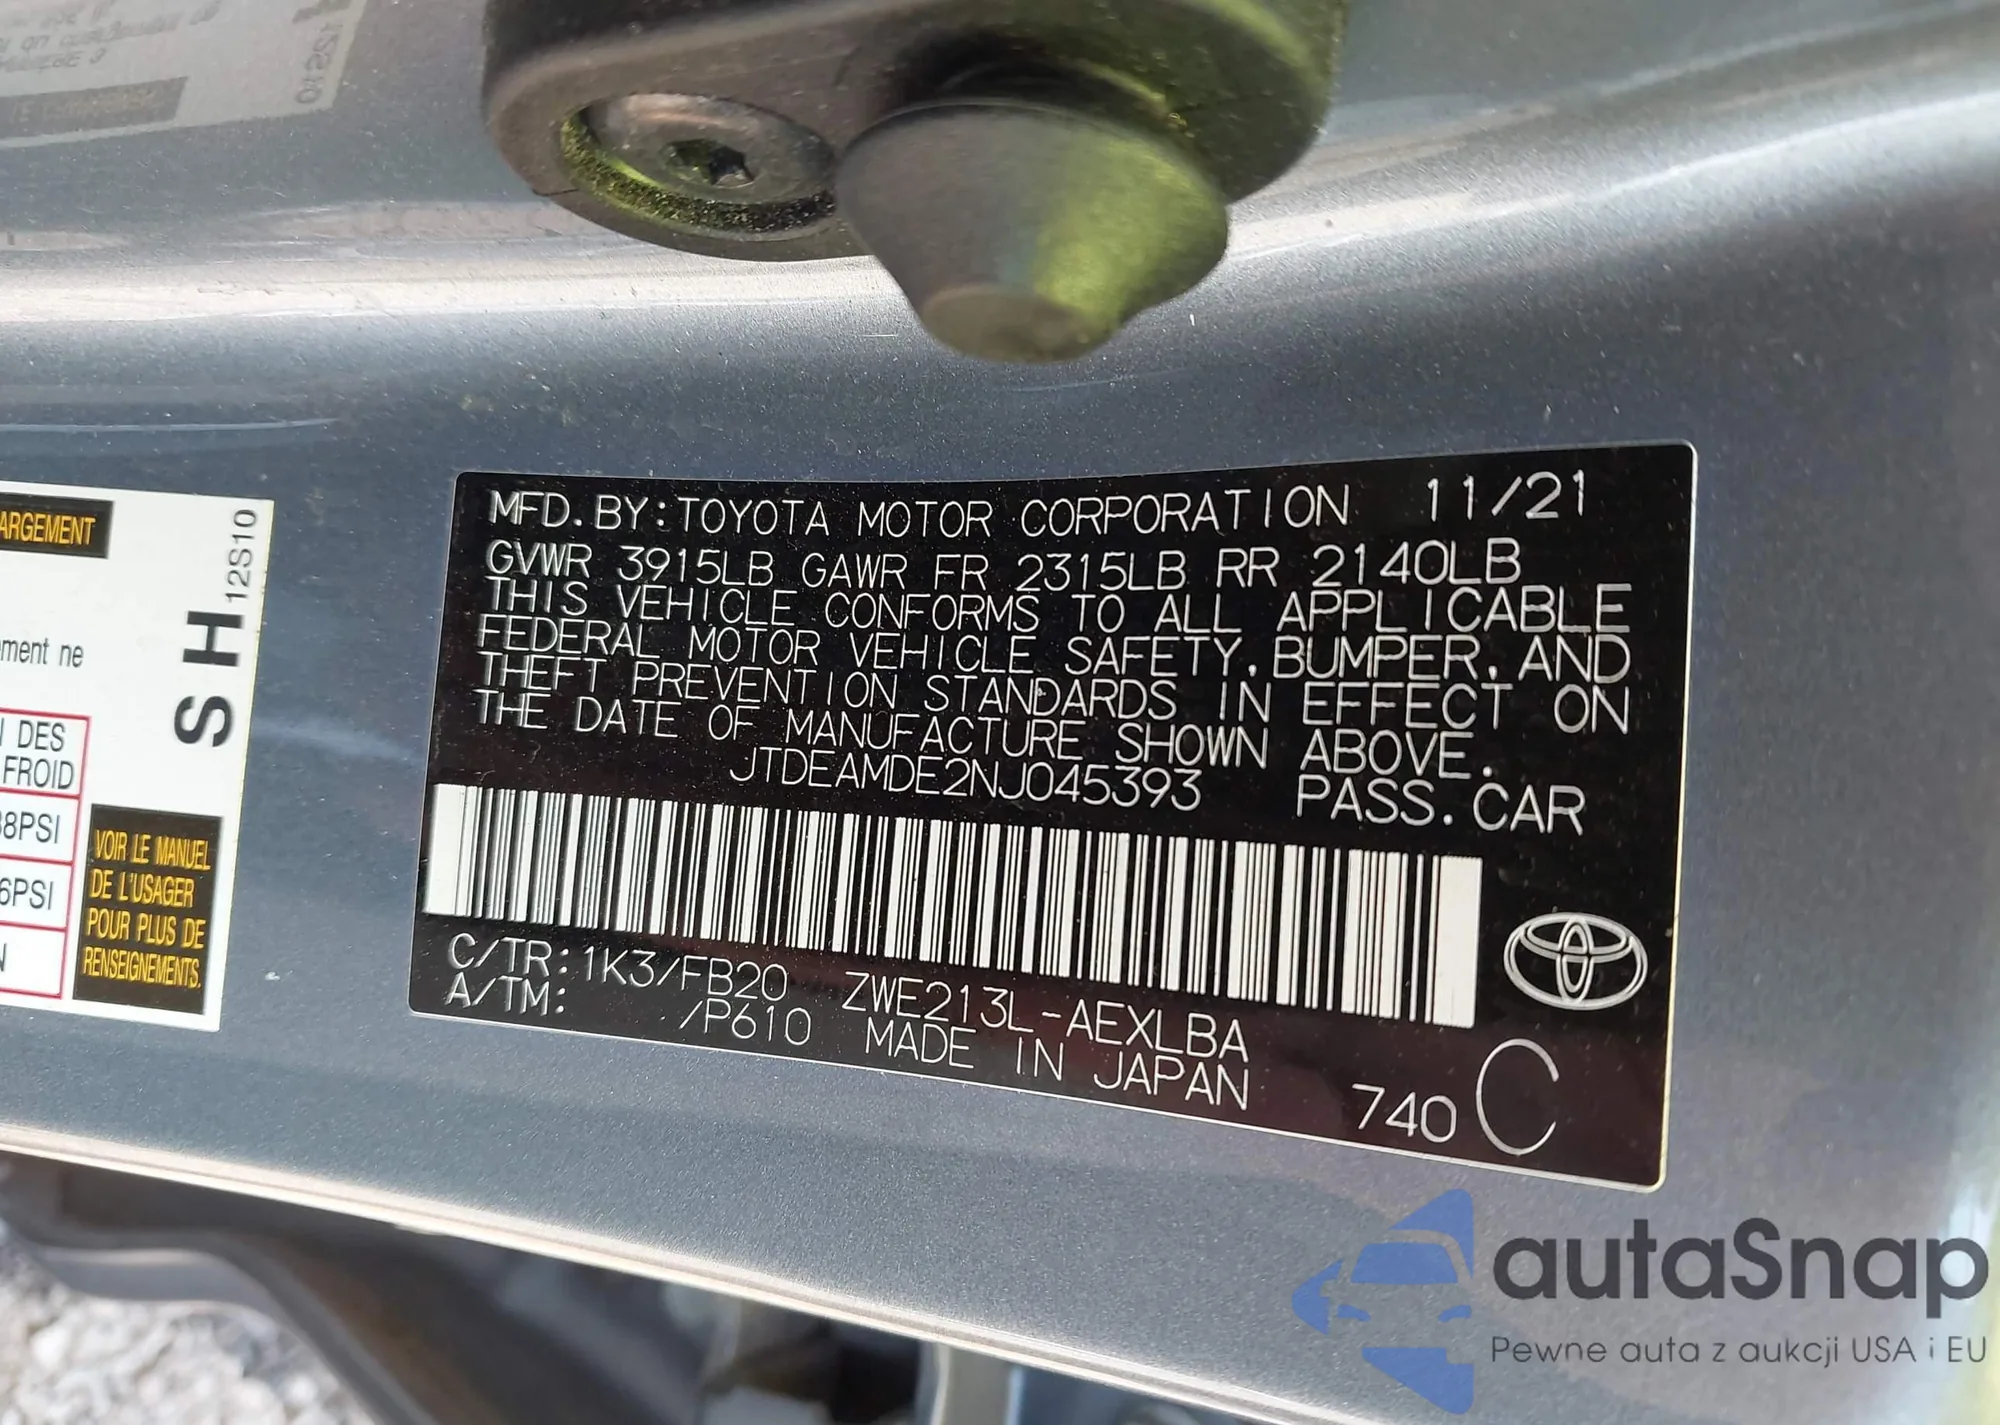 12S10
ARGEMENT
ment ne
N DES
FROID
38PSI
6PSI
N
SH 12S10
VOIR LE MANUEL
DE L'USAGER
POUR PLUS DE
RENSEIGNEMENTS.
MFD. BY: TOYOTA MOTOR CORPORATION 11/21
GVWR 3915LB GAWR FR 2315LB RR 2140LB
THIS VEHICLE CONFORMS TO ALL APPLICABLE
FEDERAL MOTOR VEHICLE SAFETY, BUMPER, AND
THEFT PREVENTION STANDARDS IN EFFECT ON
THE DATE OF MANUFACTURE SHOWN ABOVE.
JTDEAMDE2NJ045393 PASS. CAR
C/TR: 1K3/FB20 ZWE213L-AEXLBA
A/TM: /P610 MADE IN JAPAN
740 C
autaSnap
Pewne auta z aukcji USA i EU